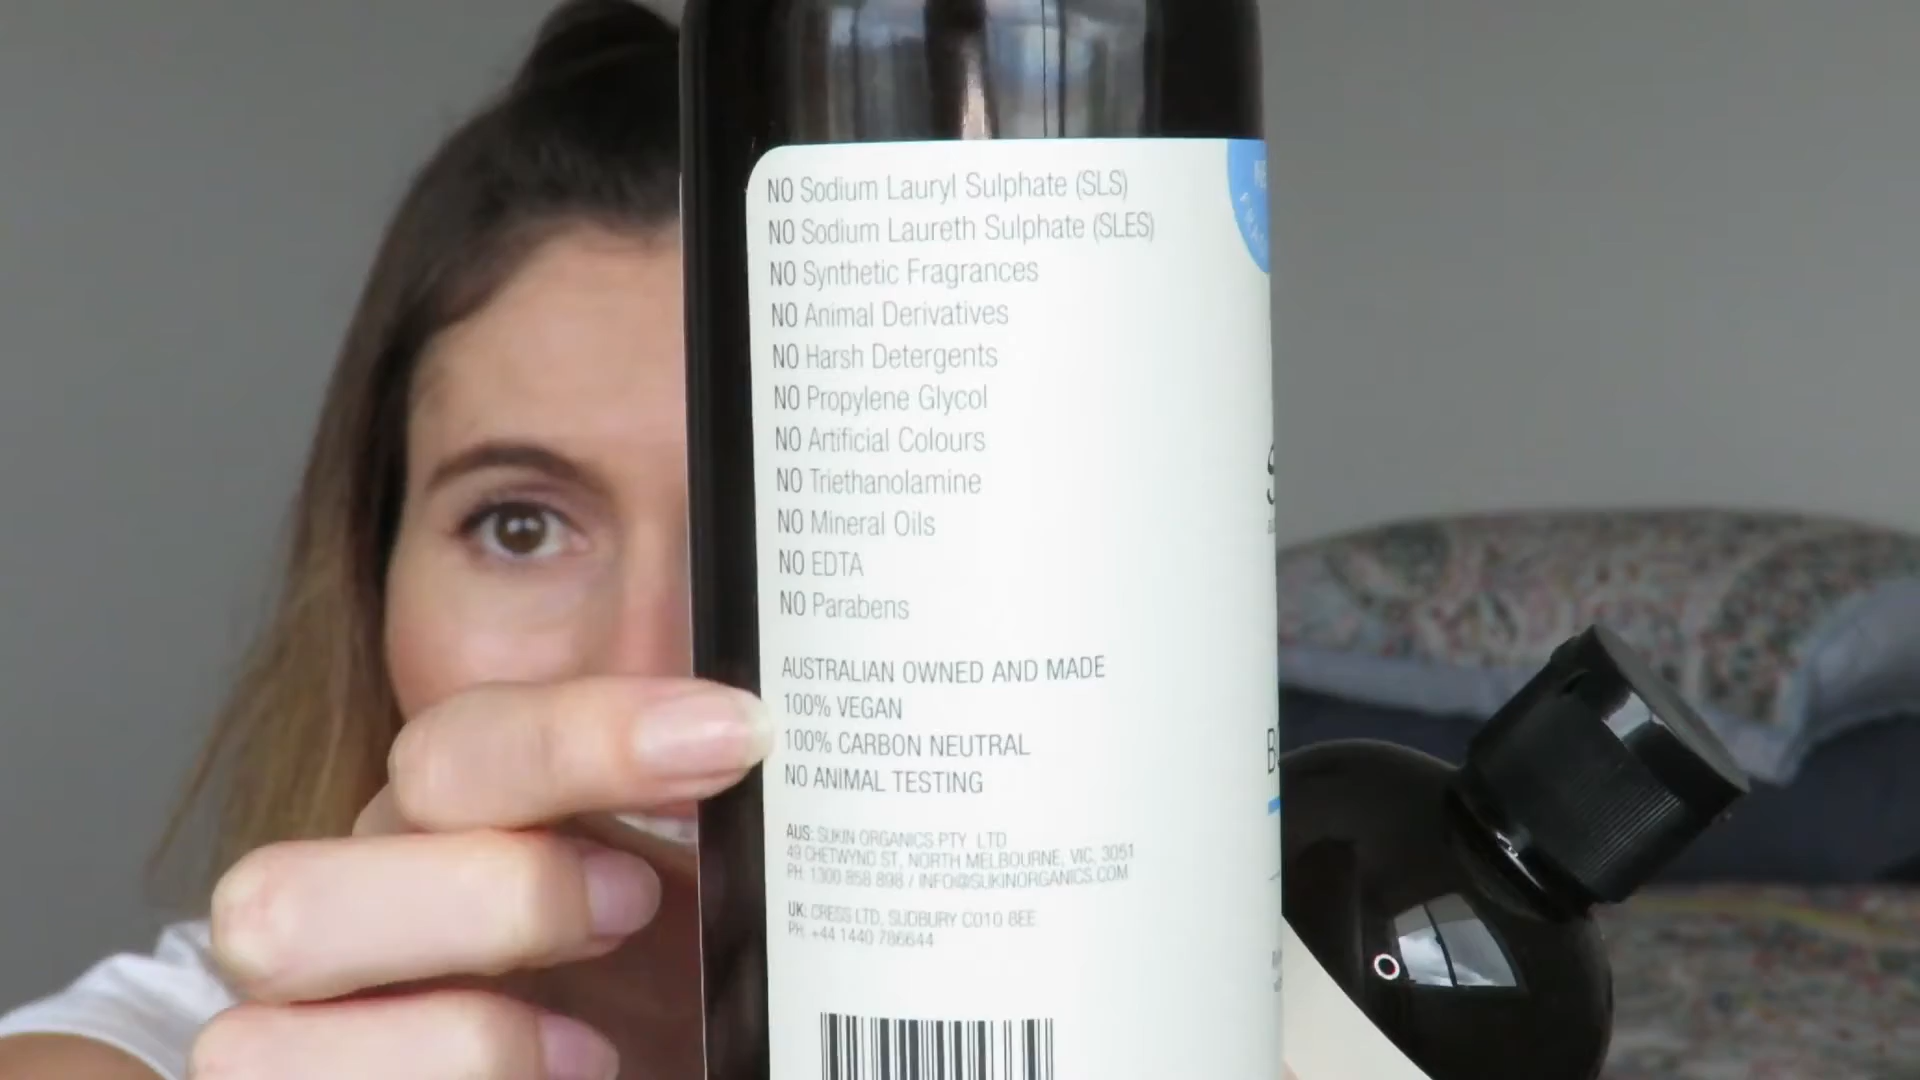 NO Sodium Lauryl Sulphate (SLS)
NO Sodium Laureth Sulphate (SLES)
NO Synthetic Fragrances
NO Animal Derivatives
NO Harsh Detergents
NO Propylene Glycol
NO Artificial Colours
NO Triethanolamine
NO Mineral Oils
NO EDTA
NO Parabens
AUSTRALIAN OWNED AND MADE
100% VEGAN
100% CARBON NEUTRAL
NO ANIMAL TESTING
AUS: SUKIN ORGANICS PTY LTD
49 CHETWYND ST, NORTH MELBOURNE, VIC, 3051
PH: 1300 858 898 / INFO@SUKINORGANICS.COM
UK: CRESS LTD, SUDBURY CO10 8EE
PH: +44 1440 786644